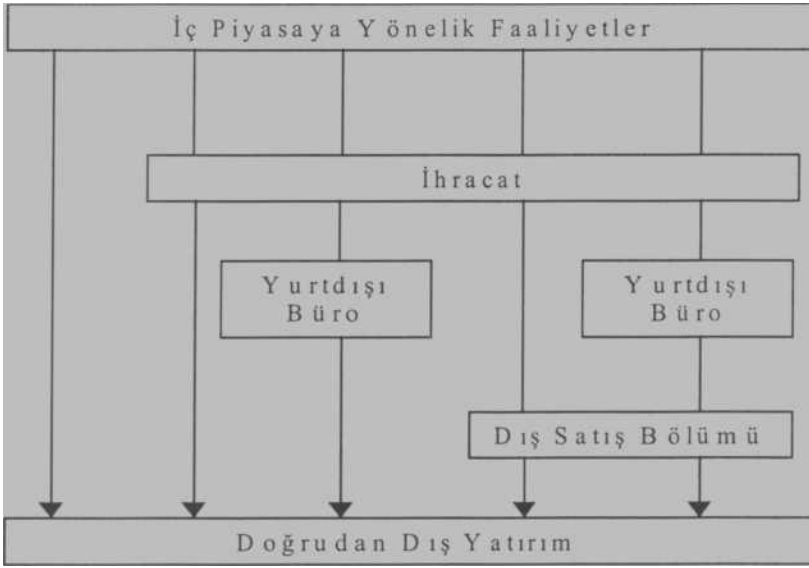 İç Piyasaya Yönelik Faaliyetler
İhracat
Yurtdışı
Büro
Yurtdışı
Büro
Dış Satış Bölümü
Doğrudan Dış Yatırım